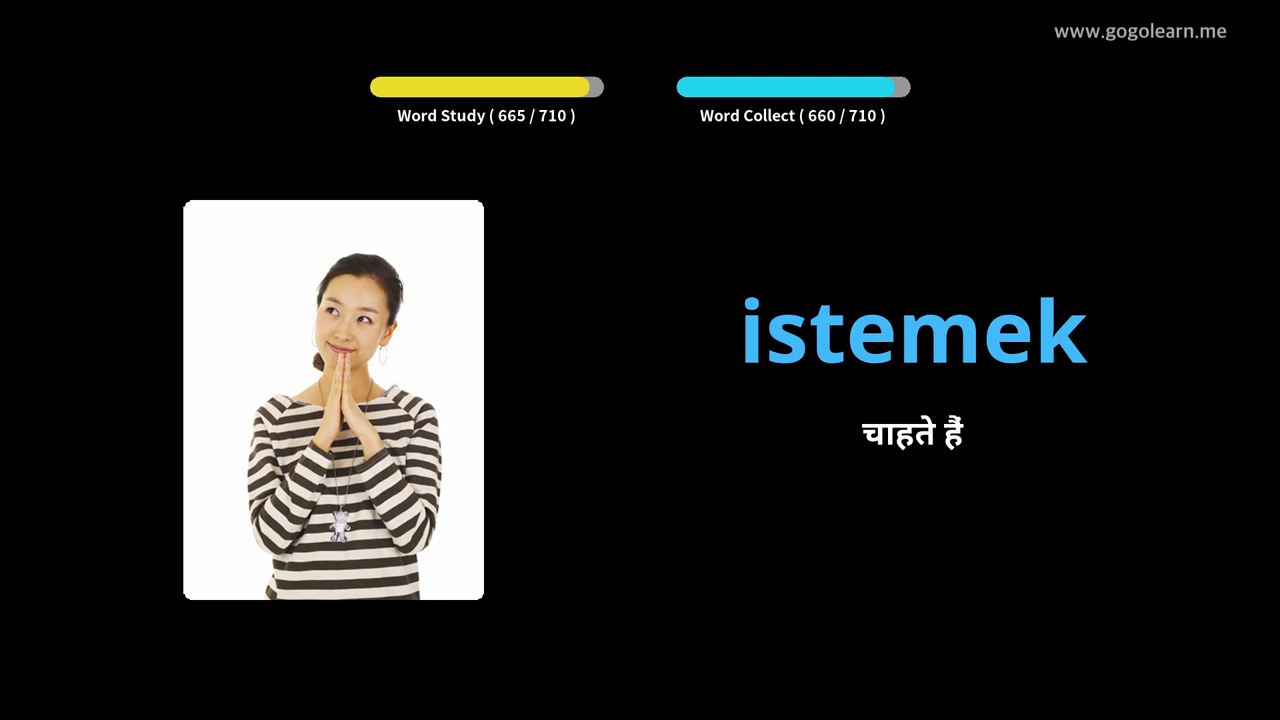 www.gogolearn.me
Word Study ( 665 / 710 )
Word Collect ( 660 / 710 )
istemek
चाहते हैं